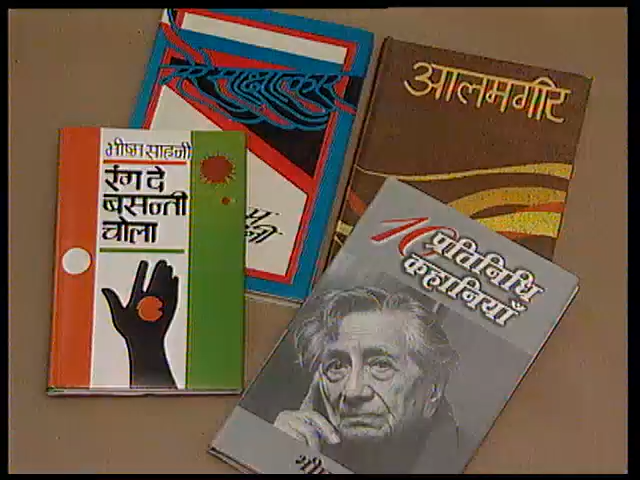 मेरे साक्षात्कार
आलमगीर
भीष्म साहनी
रंग दे
बसन्ती
चोला
10 प्रतिनिधि
कहानियाँ